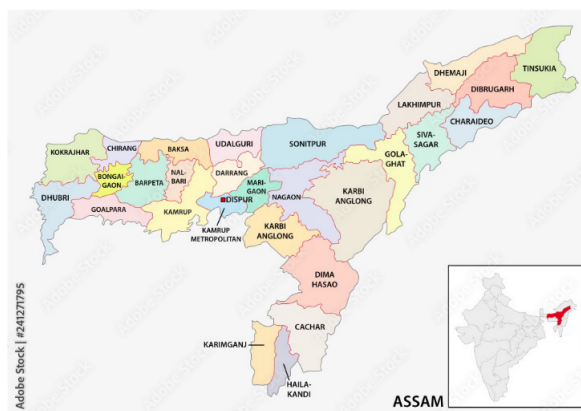 TINSUKIA
DHEMAJI
DIBRUGARH
LAKHIMPUR
CHARAIDEO
SIVA-
SAGAR
UDALGURI
SONITPUR
BAKSA
CHIRANG
KOKRAJHAR
GOLA-
GHAT
DARRANG
BONGAI-
GAON
BARPETA
NAL-
BARI
MARI-
GAON
NAGAON
KARBI
ANGLONG
DHUBRI
DISPUR
GOALPARA
KAMRUP
KAMRUP
METROPOLITAN
KARBI
ANGLONG
DIMA
HASAO
CACHAR
KARIMGANJ
HAILA-
KANDI
ASSAM
Adobe Stock | #241271795